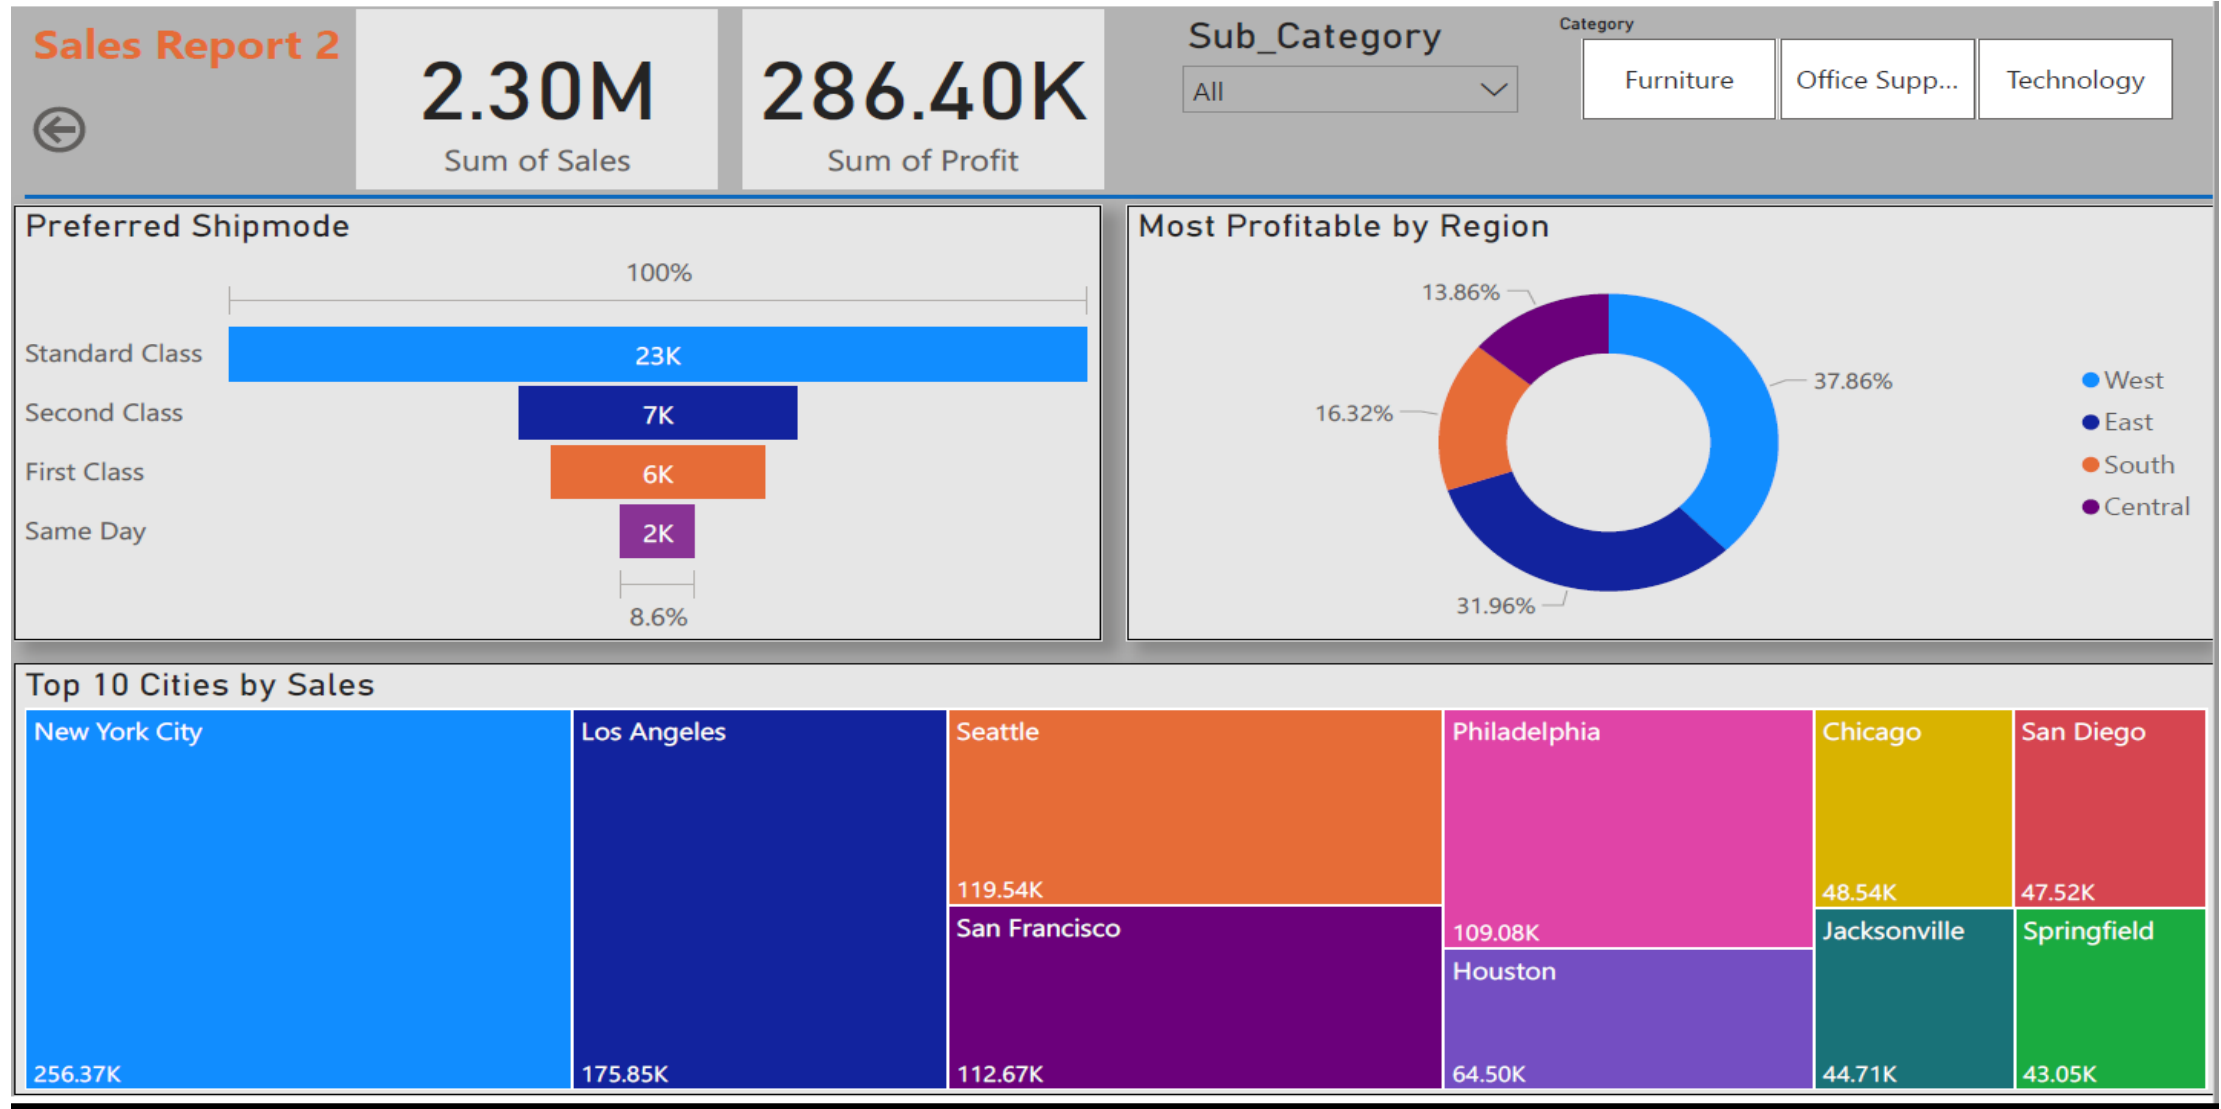 Sales Report 2
2.30M
Sum of Sales
286.40K
Sum of Profit
Sub_Category
All
Category
Furniture
Office Supp...
Technology
Preferred Shipmode
100%
Standard Class
23K
Second Class
7K
First Class
6K
Same Day
2K
8.6%
Most Profitable by Region
13.86%
37.86%
16.32%
31.96%
West
East
South
Central
Top 10 Cities by Sales
New York City
256.37K
Los Angeles
175.85K
Seattle
119.54K
San Francisco
112.67K
Philadelphia
109.08K
Houston
64.50K
Chicago
48.54K
San Diego
47.52K
Jacksonville
44.71K
Springfield
43.05K